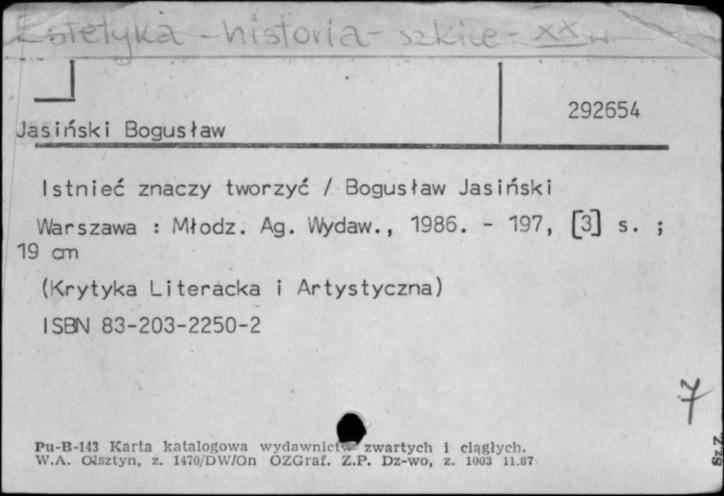 Estetyka - historia - szkice - XX w.
292654
Jasiński Bogusław
Istnieć znaczy tworzyć / Bogusław Jasiński
Warszawa : Młodz. Ag. Wydaw., 1986. - 197, [3] s. ;
19 cm
(Krytyka Literacka i Artystyczna)
ISBN 83-203-2250-2
7
Pu-B-143 Karta katalogowa wydawnictw zwartych i ciągłych.
W.A. Olsztyn, z. 1470/DW/On OZGraf. Z.P. Dz-wo, z. 1003 11.87